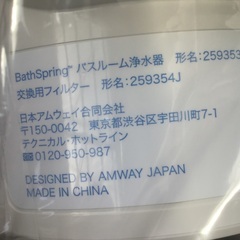 BathSpring™ バスルーム浄水器 形名：259353
交換用フィルター 形名：259354J
日本アムウェイ合同会社
〒150-0042 東京都渋谷区宇田川町7-1
テクニカル・ホットライン
0120-950-987
DESIGNED BY AMWAY JAPAN
MADE IN CHINA